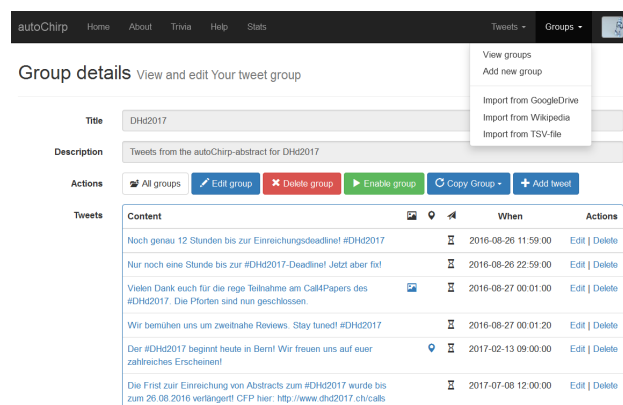 autoChirp Home About Trivia Help Stats Tweets Groups
View groups
Add new group
Import from GoogleDrive
Import from Wikipedia
Import from TSV-file
Group details View and edit Your tweet group
Title DHd2017
Description Tweets from the autoChirp-abstract for DHd2017
Actions All groups Edit group Delete group Enable group Copy Group Add tweet
Tweets Content When Actions
Noch genau 12 Stunden bis zur Einreichungsdeadline! #DHd2017 2016-08-26 11:59:00 Edit | Delete
Nur noch eine Stunde bis zur #DHd2017-Deadline! Jetzt aber fix! 2016-08-26 22:59:00 Edit | Delete
Vielen Dank euch für die rege Teilnahme am Call4Papers des 2016-08-27 00:01:00 Edit | Delete
#DHd2017. Die Pforten sind nun geschlossen.
Wir bemühen uns um zweitnahe Reviews. Stay tuned! #DHd2017 2016-08-27 00:01:20 Edit | Delete
Der #DHd2017 beginnt heute in Bern! Wir freuen uns auf euer 2017-02-13 09:00:00 Edit | Delete
zahlreiches Erscheinen!
Die Frist zuir Einreichung von Abstracts zum #DHd2017 wurde bis 2017-07-08 12:00:00 Edit | Delete
zum 26.08.2016 verlängert! CFP hier: http://www.dhd2017.ch/calls